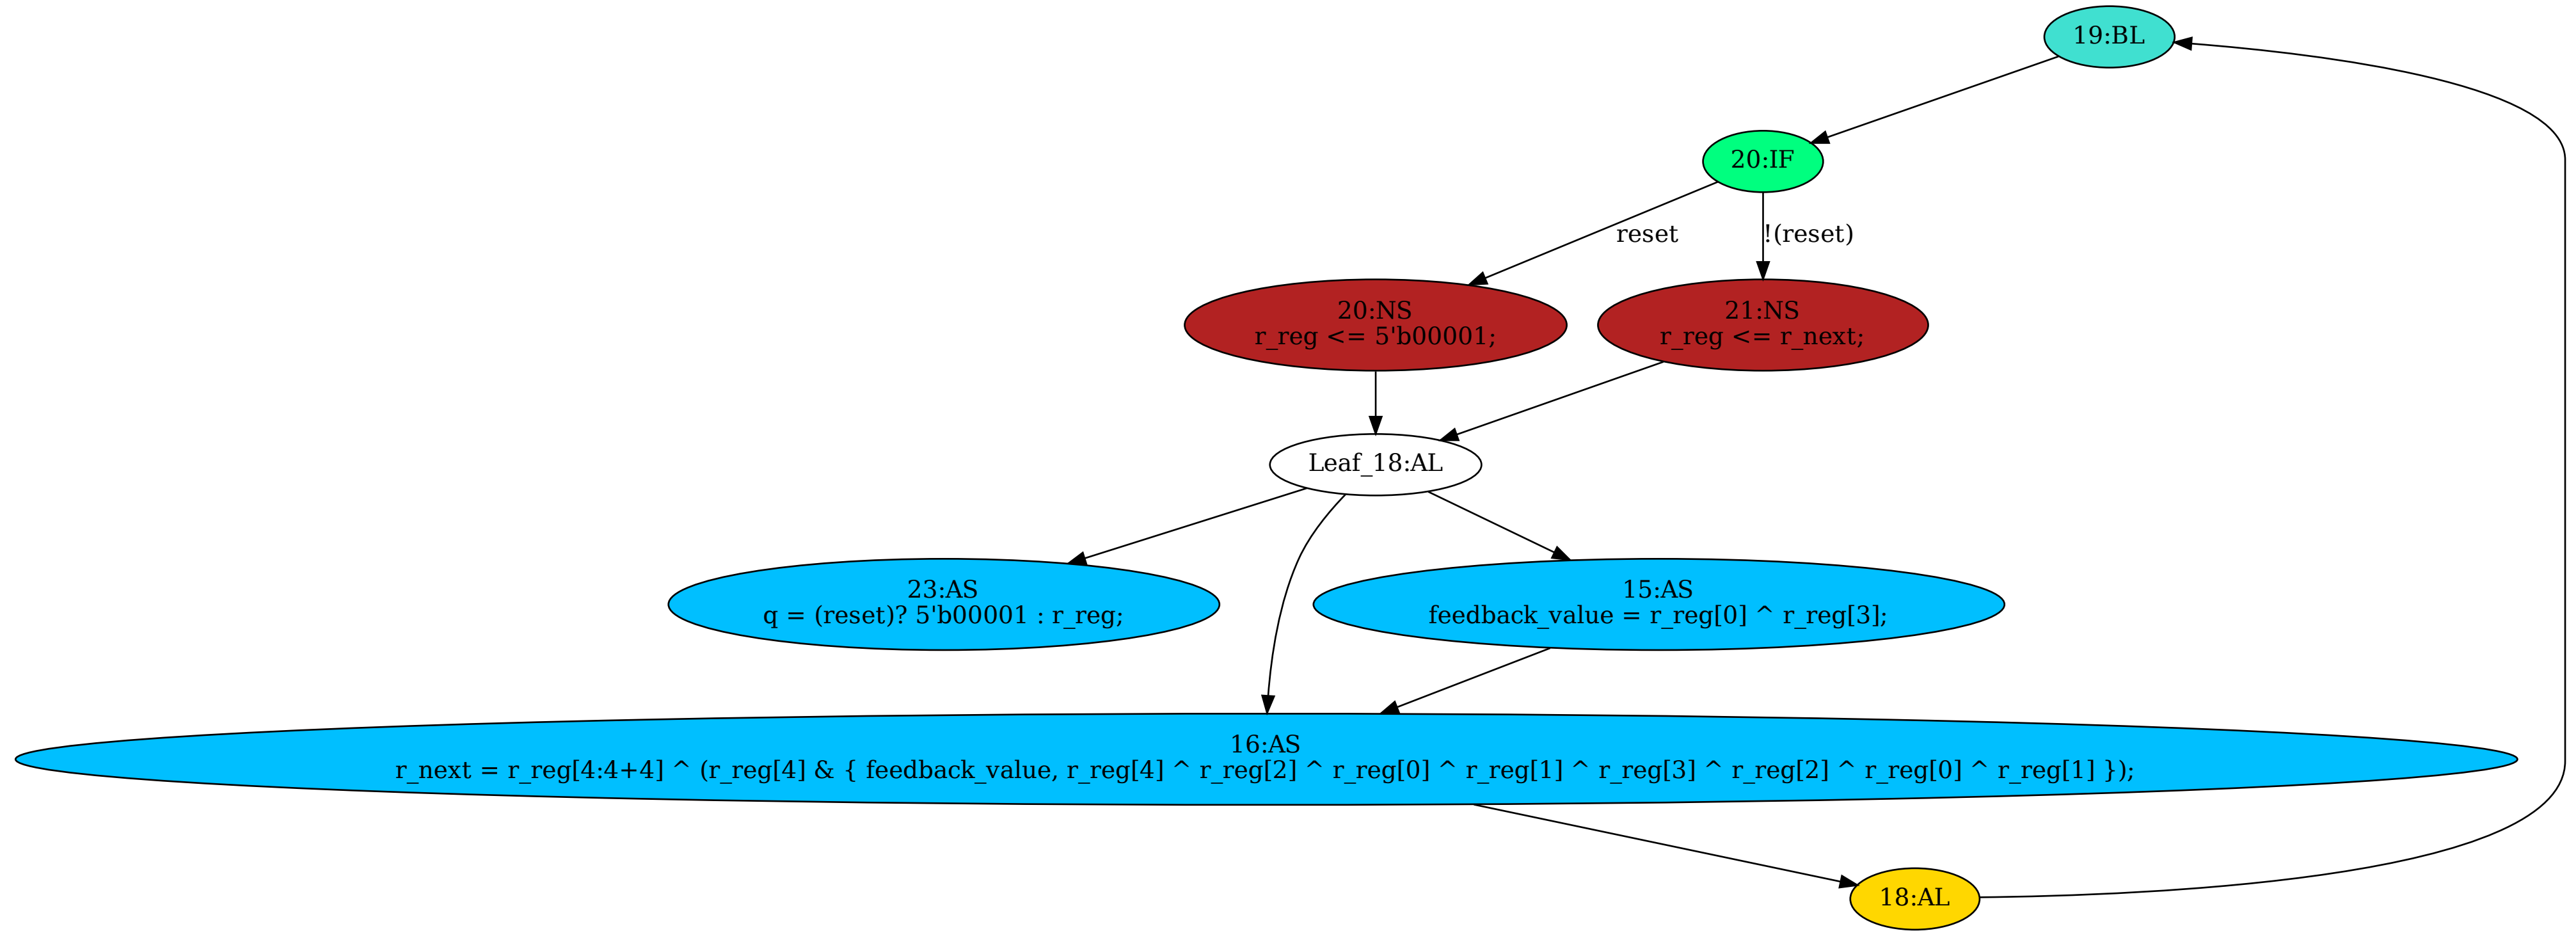 19:BL
20:IF
reset
!(reset)
20:NS
r_reg <= 5'b00001;
21:NS
r_reg <= r_next;
Leaf_18:AL
23:AS
q = (reset)? 5'b00001 : r_reg;
15:AS
feedback_value = r_reg[0] ^ r_reg[3];
16:AS
r_next = r_reg[4:4+4] ^ (r_reg[4] & { feedback_value, r_reg[4] ^ r_reg[2] ^ r_reg[0] ^ r_reg[1] ^ r_reg[3] ^ r_reg[2] ^ r_reg[0] ^ r_reg[1] });
18:AL